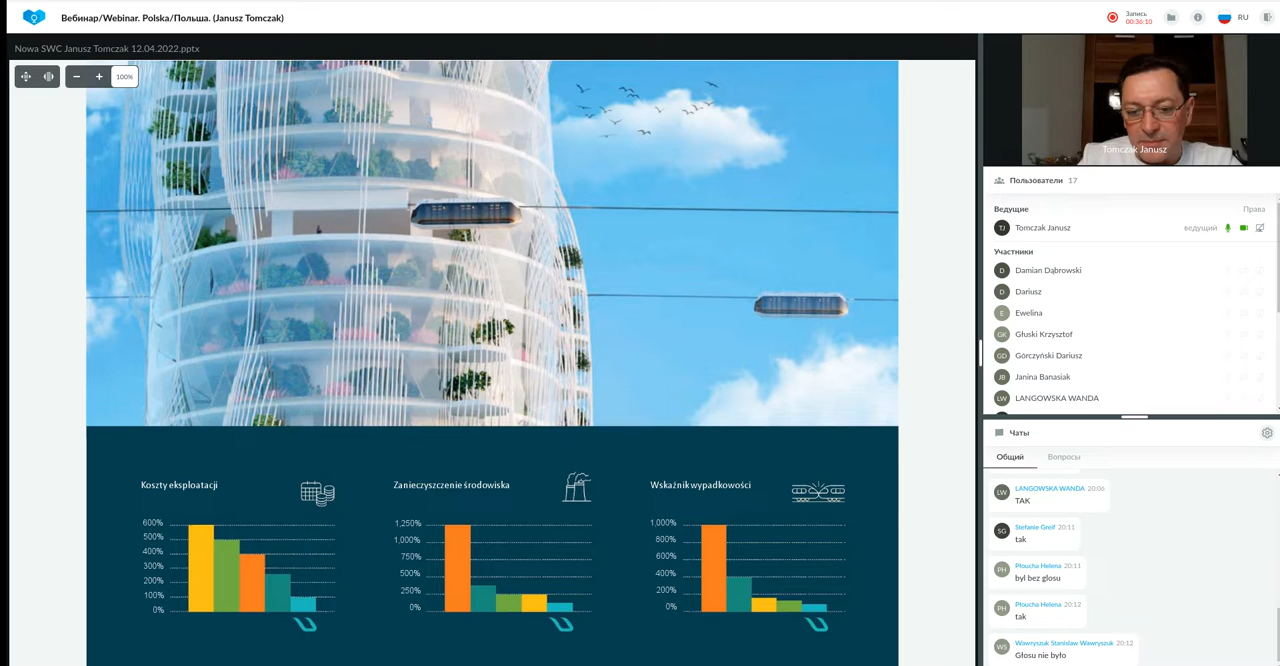 Вебинар/Webinar. Polska/Польша. (Janusz Tomczak)
Запись
00:36:10
RU
Nowa SWC Janusz Tomczak 12.04.2022.pptx
100%
Tomczak Janusz
Пользователи 17
Ведущие Права
TJ Tomczak Janusz ведущий
Участники
D Damian Dąbrowski
D Dariusz
E Ewelina
GK Głuski Krzysztof
GD Górczyński Dariusz
JB Janina Banasiak
LW LANGOWSKA WANDA
Чаты
Общий Вопросы
LW LANGOWSKA WANDA 20:06
TAK
SG Stefanie Greif 20:11
tak
PH Płoucha Helena 20:11
byl bez glosu
PH Płoucha Helena 20:12
tak
WS Wawryszuk Stanislaw Wawryszuk 20:12
Głosu nie było
Koszty eksploatacji
600%
500%
400%
300%
200%
100%
0%
Zanieczyszczenie środowiska
1,250%
1,000%
750%
500%
250%
0%
Wskaźnik wypadkowości
1,000%
800%
600%
400%
200%
0%